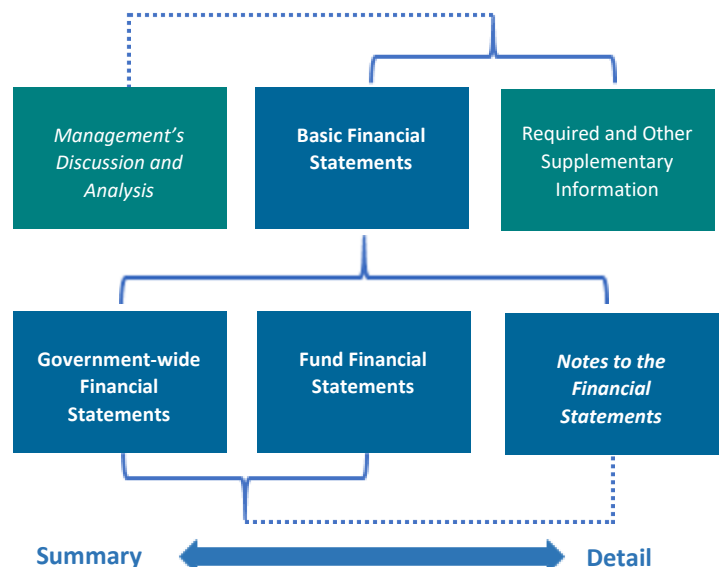 Management's
Discussion and
Analysis
Basic Financial
Statements
Required and Other
Supplementary
Information
Government-wide
Financial
Statements
Fund Financial
Statements
Notes to the
Financial
Statements
Summary
Detail